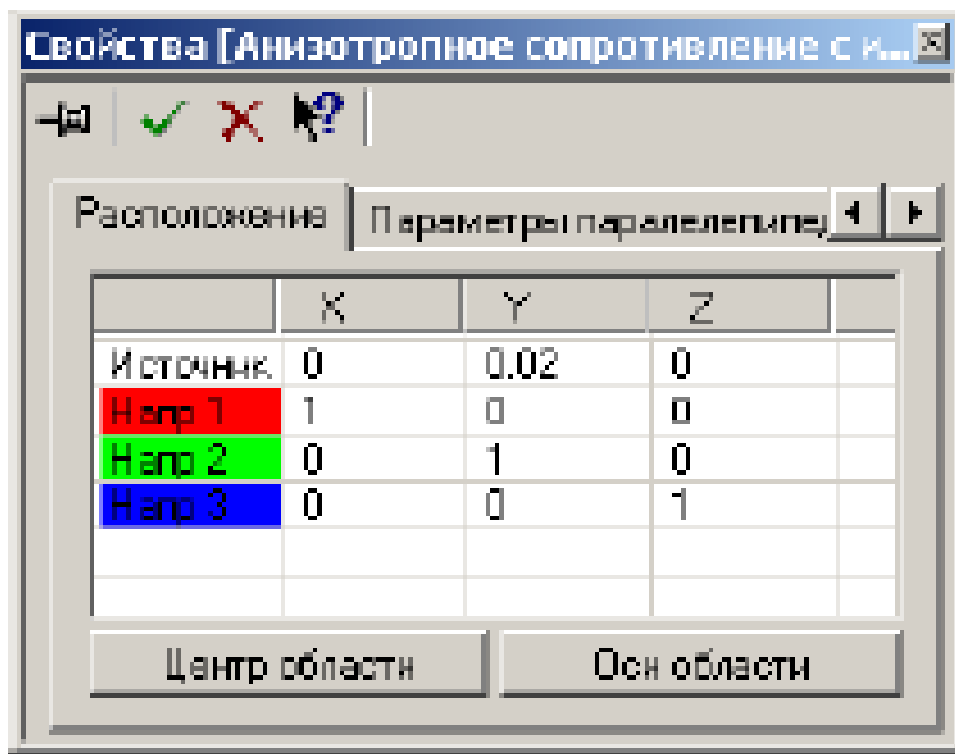 Свойства [Анизотропное сопротивление с и...
Расположение Параметры паралелепипед
X Y Z
Источник 0 0.02 0
Напр 1 1 0 0
Напр 2 0 1 0
Напр 3 0 0 1
Центр области Оси области